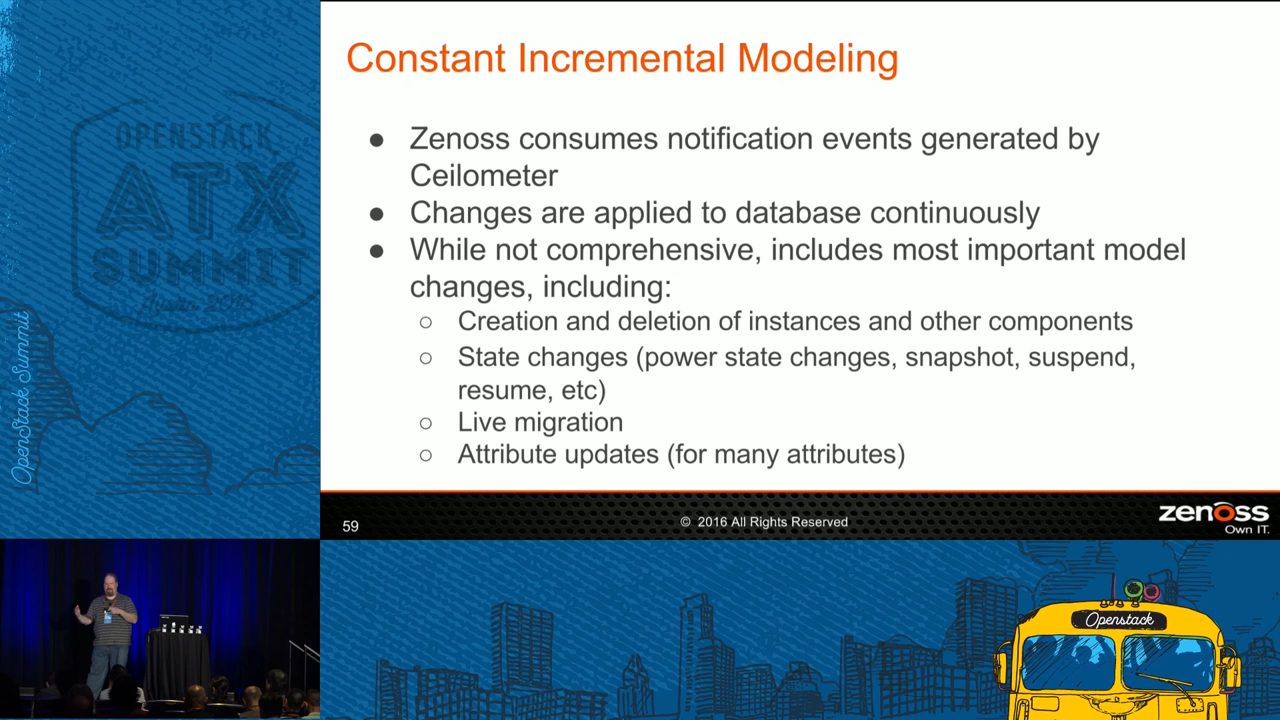 Constant Incremental Modeling
● Zenoss consumes notification events generated by
Ceilometer
● Changes are applied to database continuously
● While not comprehensive, includes most important model
changes, including:
○ Creation and deletion of instances and other components
○ State changes (power state changes, snapshot, suspend,
resume, etc)
○ Live migration
○ Attribute updates (for many attributes)
59
© 2016 All Rights Reserved
zenoss
Own IT.
OPENSTACK
ATX
SUMMIT
Austin 2016
OpenStack Summit
Openstack